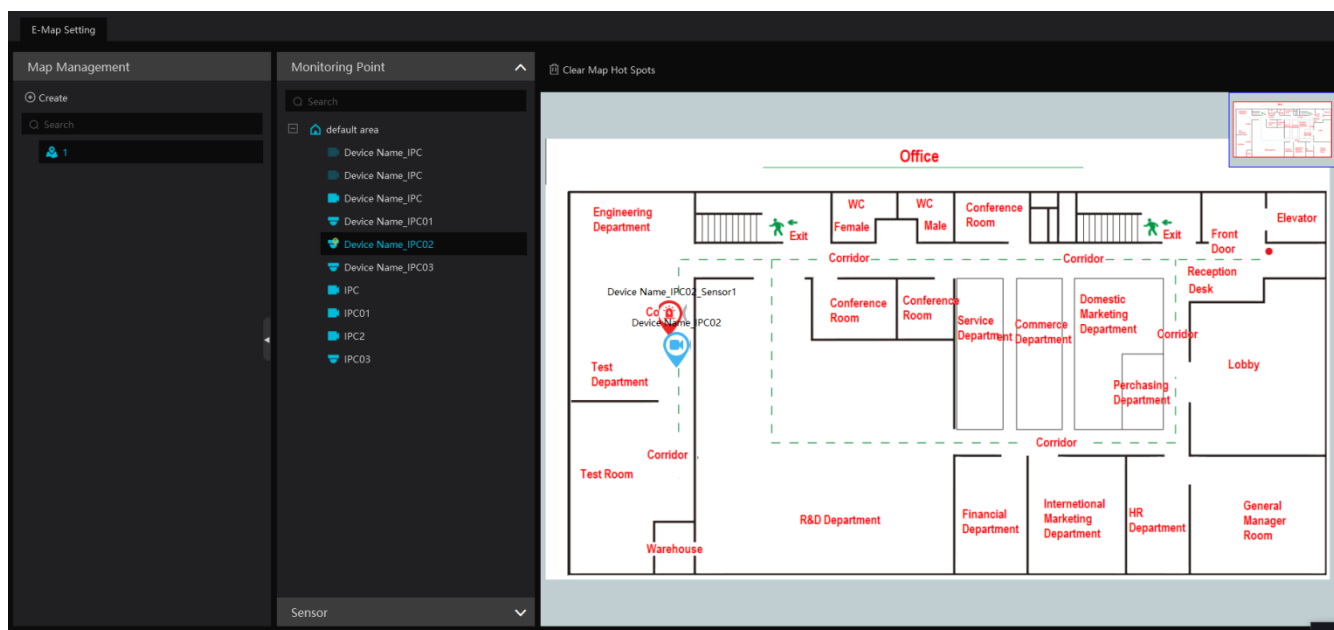 E-Map Setting
Map Management
Create
Search
1
Monitoring Point
Search
default area
Device Name_IPC
Device Name_IPC
Device Name_IPC
Device Name_IPC01
Device Name_IPC02
Device Name_IPC03
IPC
IPC01
IPC2
IPC03
Sensor
Clear Map Hot Spots
Office
Engineering
Department
Exit
WC
Female
WC
Male
Conference
Room
Exit
Front
Door
Elevator
Corridor
Corridor
Reception
Desk
Device Name_IPC02_Sensor1
Co
Device Name_IPC02
Conference
Room
Conference
Room
Service
Department
Commerce
Department
Domestic
Marketing
Department
Corridor
Lobby
Test
Department
Perchasing
Department
Corridor
Corridor
Test Room
R&D Department
Financial
Department
Internetional
Marketing
Department
HR
Department
General
Manager
Room
Warehouse